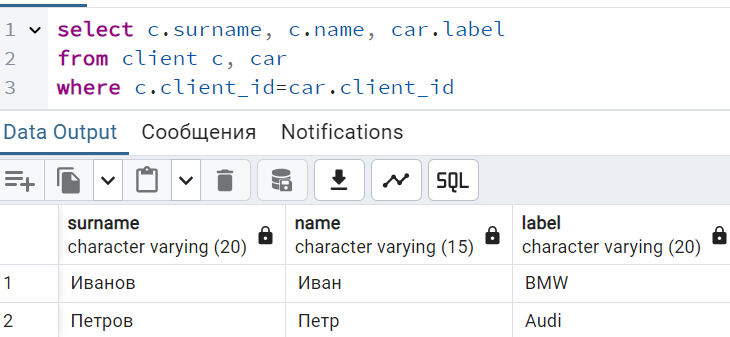 1 select c.surname, c.name, car.label
2 from client c, car
3 where c.client_id=car.client_id
Data Output Сообщения Notifications
SQL
surname name label
character varying (20) character varying (15) character varying (20)
1 Иванов Иван BMW
2 Петров Петр Audi